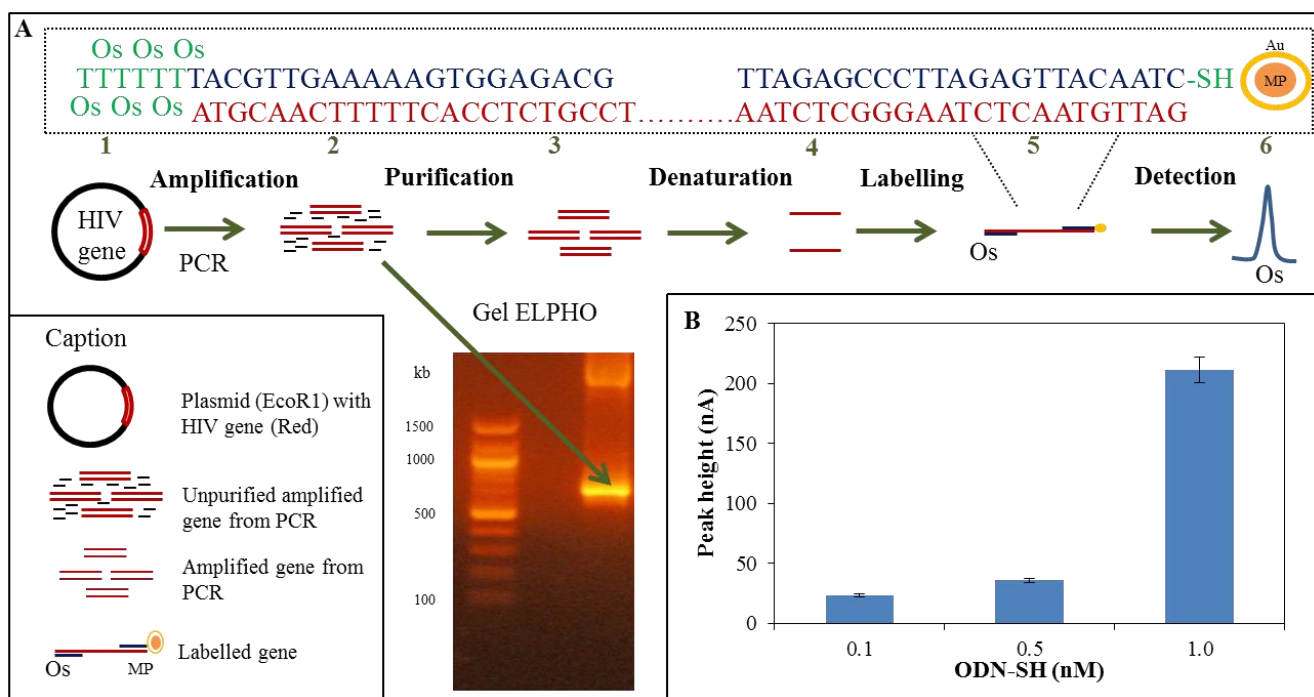 A
Os Os Os
Au
TTTTTTTACGTTGAAAAAGTGGAGACG TTAGAGCCCTTAGAGTTACAATC-SH
MP
Os Os Os
ATGCAACTTTTTCACCTCTGCCT..........AATCTCGGGAATCTCAATGTTAG
1 2 3 4 5 6
HIV gene
Amplification
PCR
Purification
Denaturation
Labelling
Os
Detection
Os
Gel ELPHO
kb
1500
1000
500
100
Caption
Plasmid (EcoR1) with
HIV gene (Red)
Unpurified amplified
gene from PCR
Amplified gene from
PCR
Os
MP
Labelled gene
B
Peak height (nA)
250
200
150
100
50
0
0.1 0.5 1.0
ODN-SH (nM)